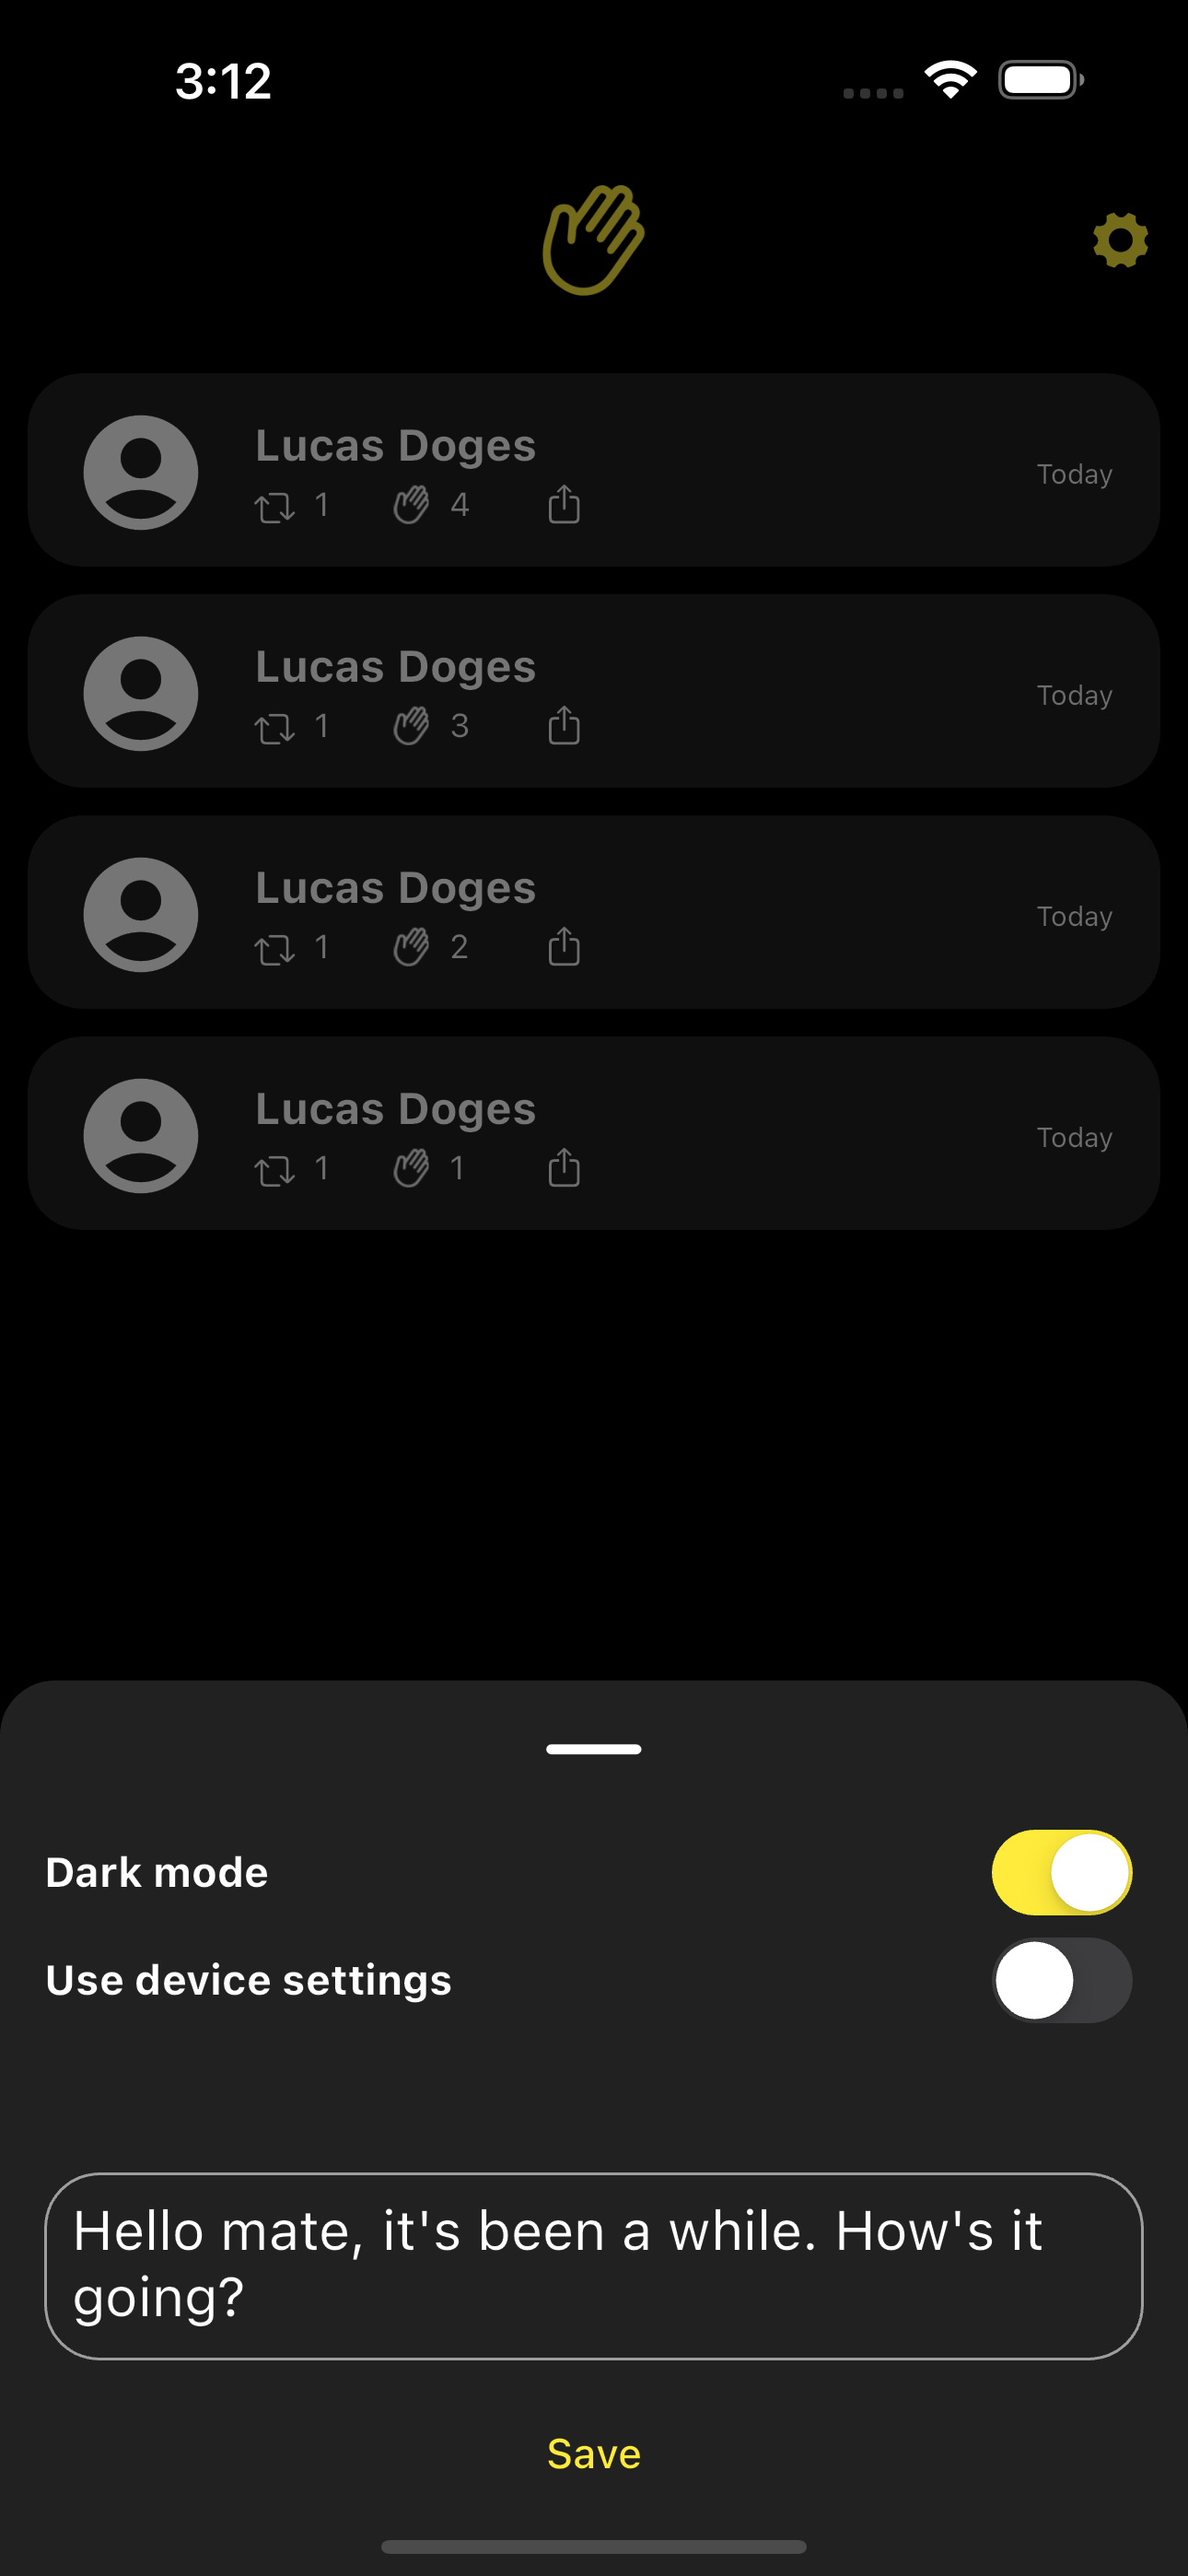 3:12
Lucas Doges
1 4
Today
Lucas Doges
1 3
Today
Lucas Doges
1 2
Today
Lucas Doges
1 1
Today
Dark mode
Use device settings
Hello mate, it's been a while. How's it
going?
Save